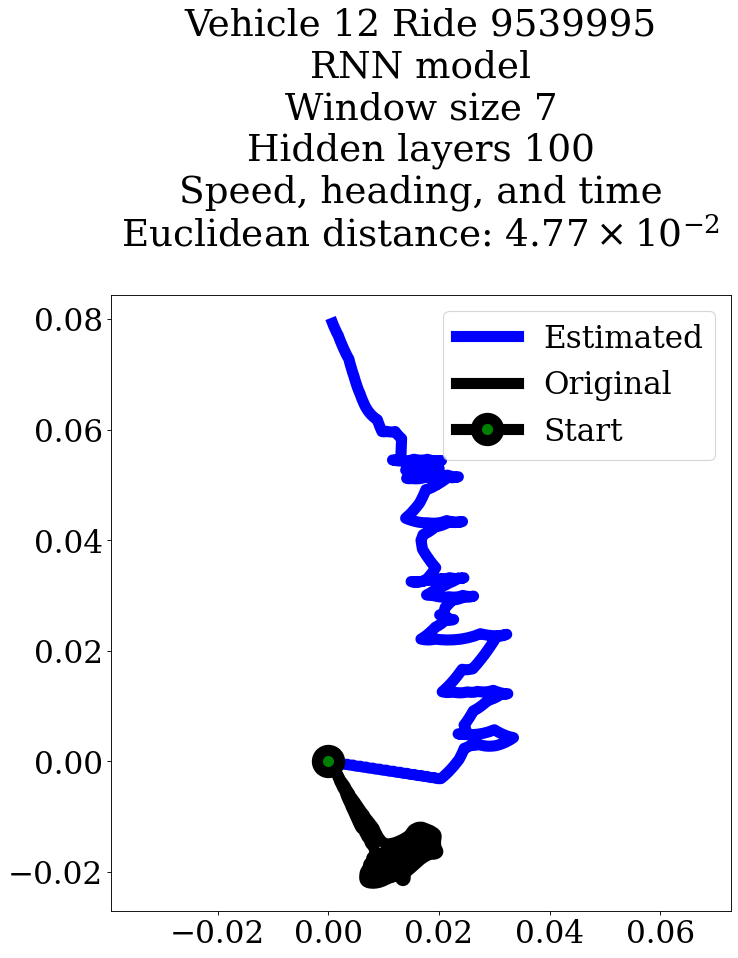 Vehicle 12 Ride 9539995
RNN model
Window size 7
Hidden layers 100
Speed, heading, and time
Euclidean distance: 4.77 × 10⁻²
Estimated
Original
Start
0.08
0.06
0.04
0.02
0.00
−0.02
−0.02 0.00 0.02 0.04 0.06